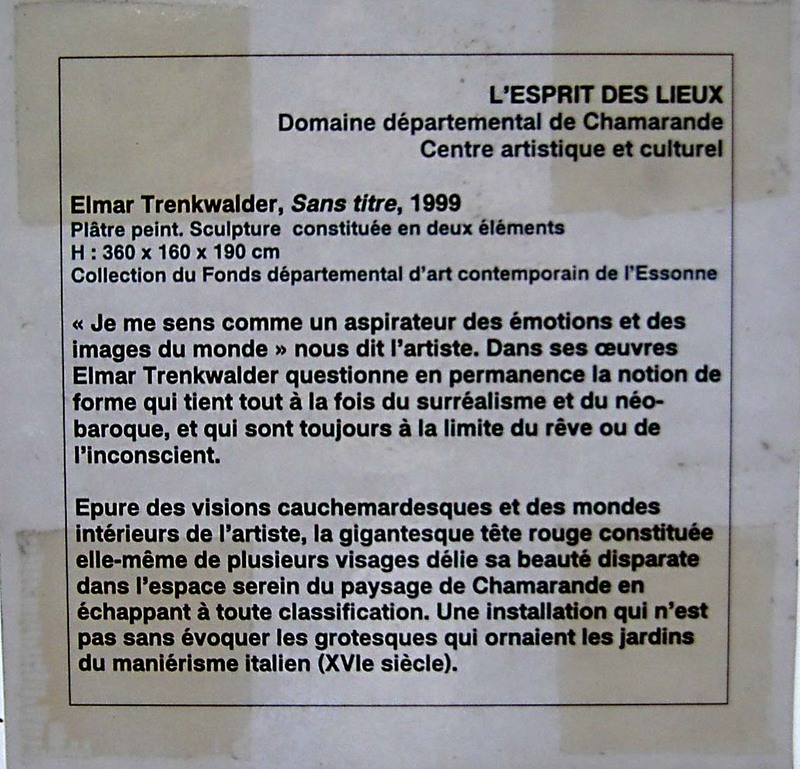 L'ESPRIT DES LIEUX
Domaine départemental de Chamarande
Centre artistique et culturel
Elmar Trenkwalder, Sans titre, 1999
Plâtre peint. Sculpture constituée en deux éléments
H : 360 x 160 x 190 cm
Collection du Fonds départemental d'art contemporain de l'Essonne
« Je me sens comme un aspirateur des émotions et des
images du monde » nous dit l'artiste. Dans ses œuvres
Elmar Trenkwalder questionne en permanence la notion de
forme qui tient tout à la fois du surréalisme et du néo-
baroque, et qui sont toujours à la limite du rêve ou de
l'inconscient.
Epure des visions cauchemardesques et des mondes
intérieurs de l'artiste, la gigantesque tête rouge constituée
elle-même de plusieurs visages délie sa beauté disparate
dans l'espace serein du paysage de Chamarande en
échappant à toute classification. Une installation qui n'est
pas sans évoquer les grotesques qui ornaient les jardins
du maniérisme italien (XVIe siècle).